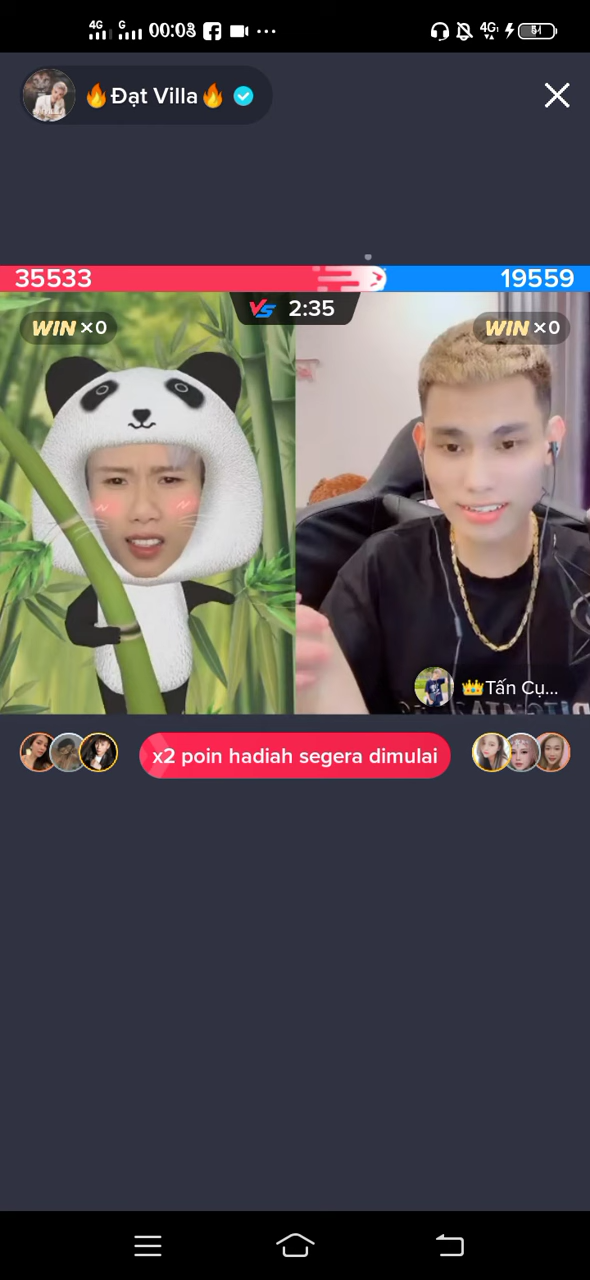 4G G 00:08 4G 51
🔥Đạt Villa🔥
35533 19559
VS 2:35
WIN ×0 WIN ×0
👑Tấn Cụ...
x2 poin hadiah segera dimulai